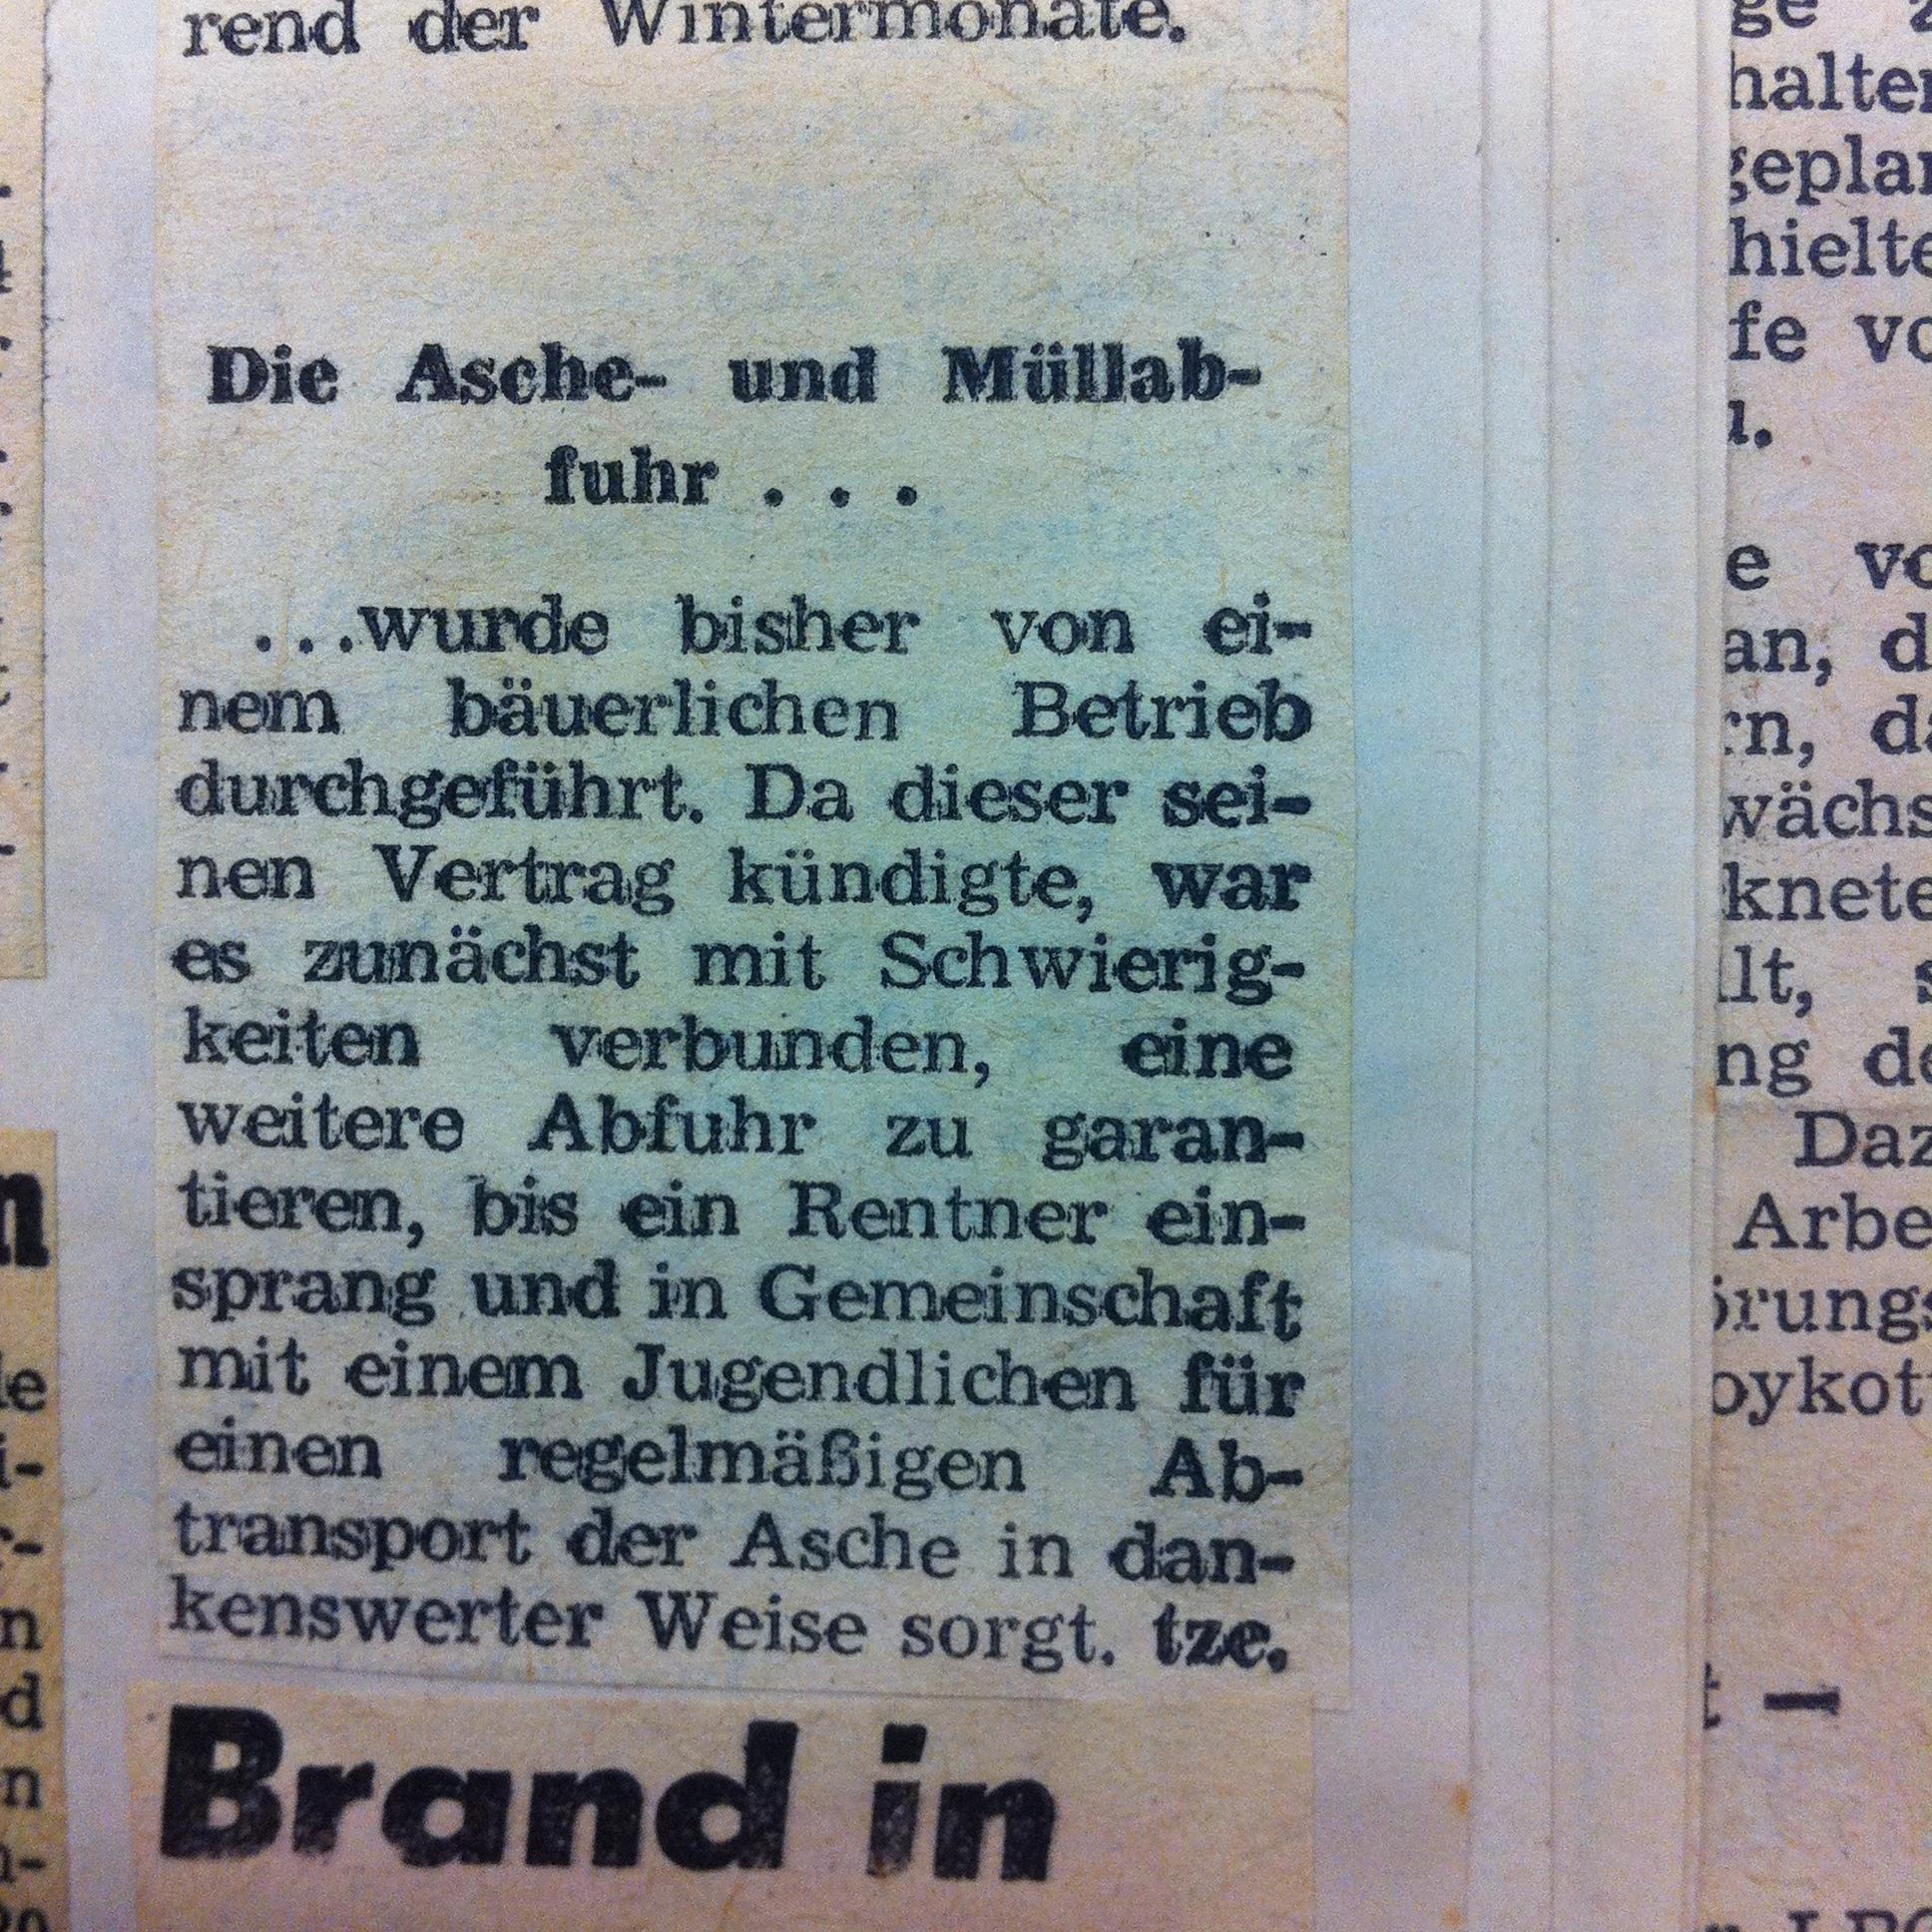 rend der Wintermonate.
Die Asche- und Müllab-
fuhr . . .
...wurde bisher von ei-
nem bäuerlichen Betrieb
durchgeführt. Da dieser sei-
nen Vertrag kündigte, war
es zunächst mit Schwierig-
keiten verbunden, eine
weitere Abfuhr zu garan-
tieren, bis ein Rentner ein-
sprang und in Gemeinschaft
mit einem Jugendlichen für
einen regelmäßigen Ab-
transport der Asche in dan-
kenswerter Weise sorgt. tze.
Brand in